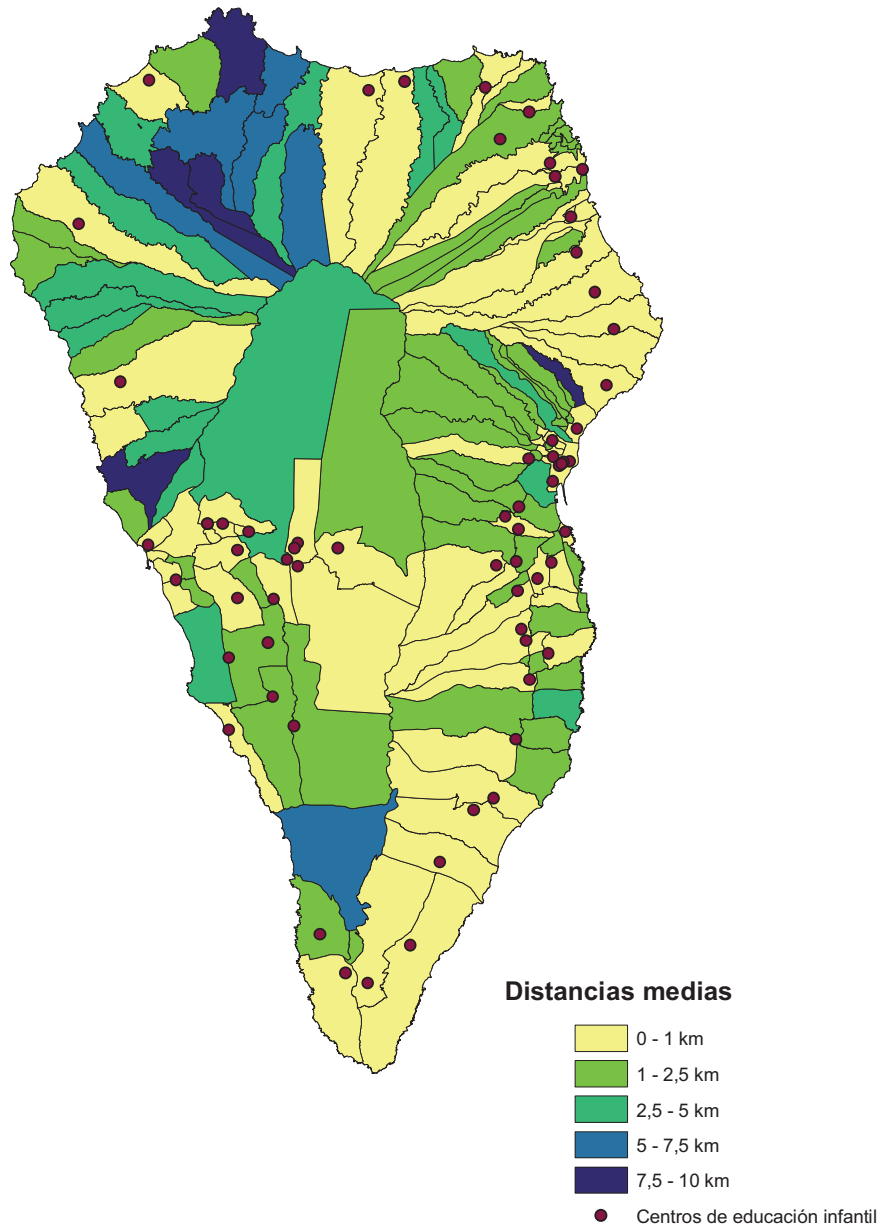 Distancias medias
0 - 1 km
1 - 2,5 km
2,5 - 5 km
5 - 7,5 km
7,5 - 10 km
Centros de educación infantil